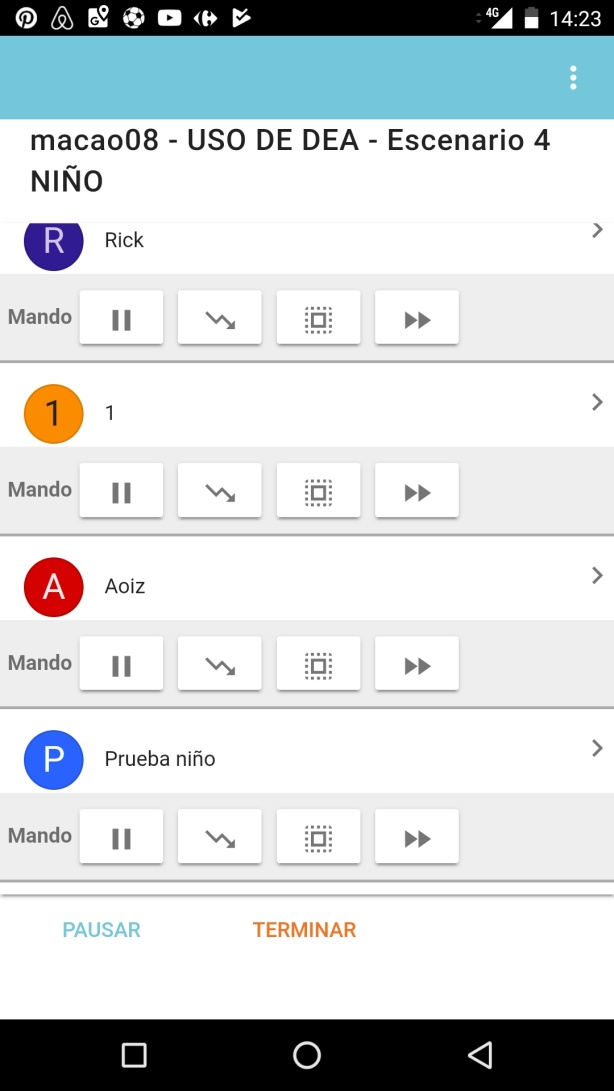 4G 14:23
macao08 - USO DE DEA - Escenario 4
NIÑO
R Rick
Mando
1 1
Mando
A Aoiz
Mando
P Prueba niño
Mando
PAUSAR TERMINAR